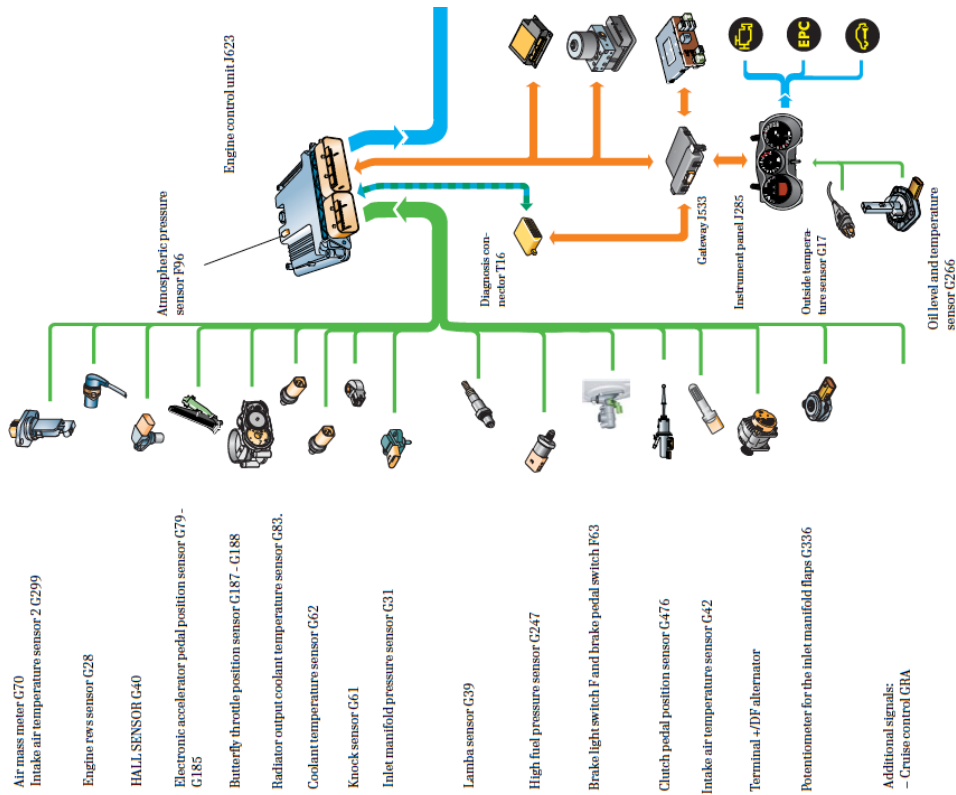 Air mass meter G70
Intake air temperature sensor 2 G299
Engine revs sensor G28
HALL SENSOR G40
Electronic accelerator pedal position sensor G79 -
G185
Butterfly throttle position sensor G187 - G188
Radiator output coolant temperature sensor G83.
Coolant temperature sensor G62
Knock sensor G61
Inlet manifold pressure sensor G31
Lamba sensor G39
High fuel pressure sensor G247
Brake light switch F and brake pedal switch F63
Clutch pedal position sensor G476
Intake air temperature sensor G42
Terminal +/DF alternator
Potentiometer for the inlet manifold flaps G336
Additional signals:
– Cruise control GRA
Atmospheric pressure
sensor F96
Engine control unit J623
Diagnosis con-
nector T16
Gateway J533
Instrument panel J285
Outside tempera-
ture sensor G17
Oil level and temperature
sensor G266
EPC